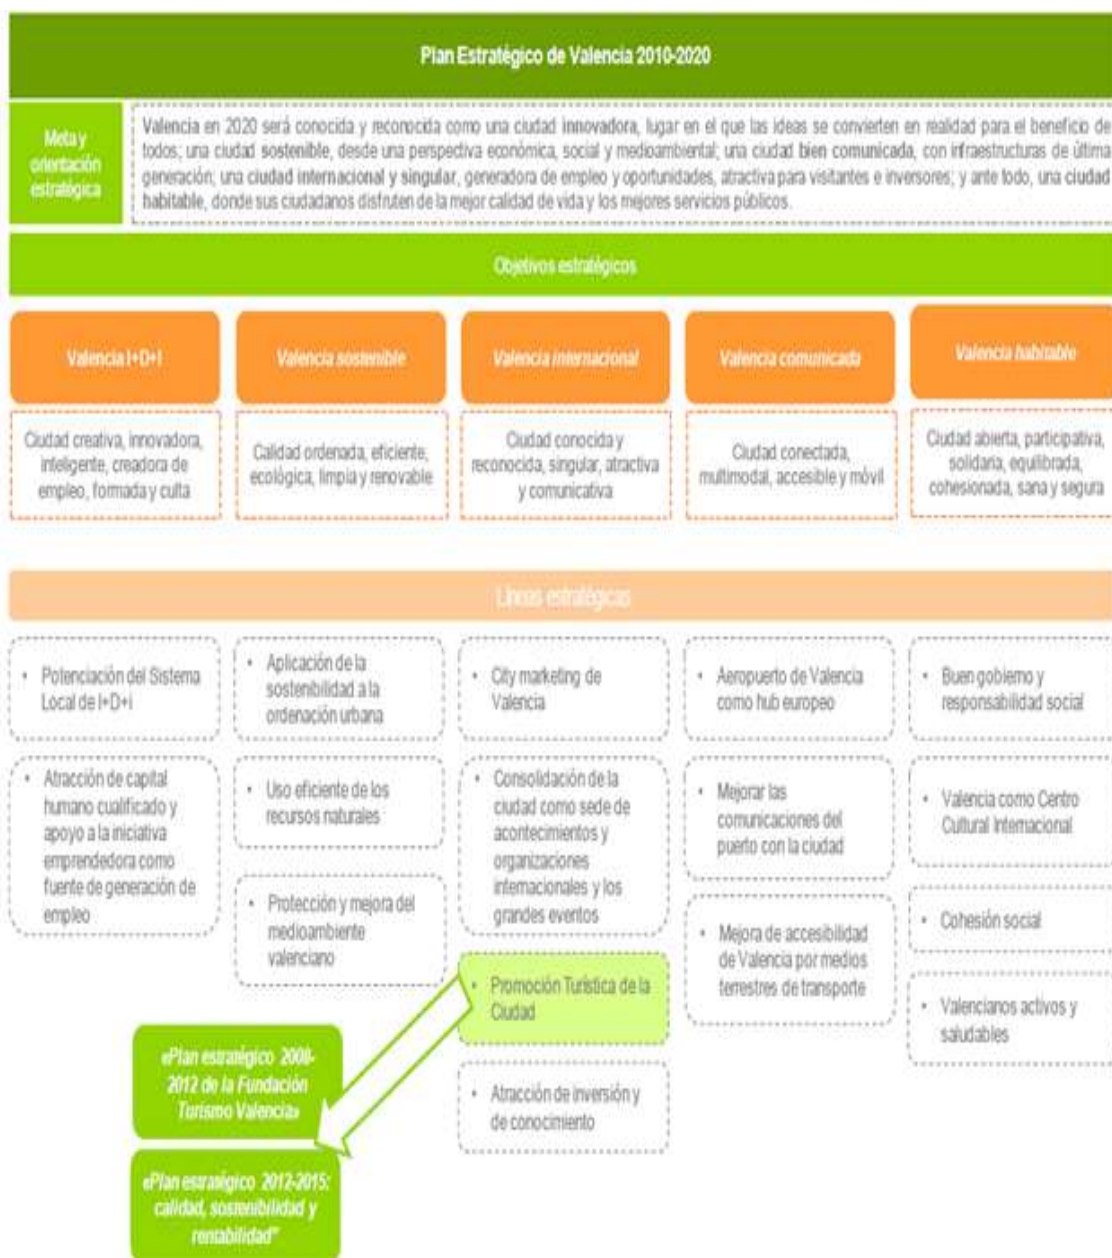 Plan Estratégico de Valencia 2010-2020
Meta y
orientación
estratégica
Valencia en 2020 será conocida y reconocida como una ciudad innovadora, lugar en el que las ideas se convierten en realidad para el beneficio de
todos; una ciudad sostenible, desde una perspectiva económica, social y medioambiental; una ciudad bien comunicada, con infraestructuras de última
generación; una ciudad internacional y singular, generadora de empleo y oportunidades, atractiva para visitantes e inversores; y ante todo, una ciudad
habitable, donde sus ciudadanos disfruten de la mejor calidad de vida y los mejores servicios públicos.
Objetivos estratégicos
Valencia I+D+I
Ciudad creativa, innovadora,
inteligente, creadora de
empleo, formada y culta
Valencia sostenible
Calidad ordenada, eficiente,
ecológica, limpia y renovable
Valencia internacional
Ciudad conocida y
reconocida, singular, atractiva
y comunicativa
Valencia comunicada
Ciudad conectada,
multimodal, accesible y móvil
Valencia habitable
Ciudad abierta, participativa,
solidaria, equilibrada,
cohesionada, sana y segura
Líneas estratégicas
• Potenciación del Sistema
Local de I+D+i
• Atracción de capital
humano cualificado y
apoyo a la iniciativa
emprendedora como
fuente de generación de
empleo
• Aplicación de la
sostenibilidad a la
ordenación urbana
• Uso eficiente de los
recursos naturales
• Protección y mejora del
medioambiente
valenciano
• City marketing de
Valencia
• Consolidación de la
ciudad como sede de
acontecimientos y
organizaciones
internacionales y los
grandes eventos
• Promoción Turística de la
Ciudad
• Atracción de inversión y
de conocimiento
• Aeropuerto de Valencia
como hub europeo
• Mejorar las
comunicaciones del
puerto con la ciudad
• Mejora de accesibilidad
de Valencia por medios
terrestres de transporte
• Buen gobierno y
responsabilidad social
• Valencia como Centro
Cultural Internacional
• Cohesión social
• Valencianos activos y
saludables
«Plan estratégico 2008-
2012 de la Fundación
Turismo Valencia»
«Plan estratégico 2012-2015:
calidad, sostenibilidad y
rentabilidad"